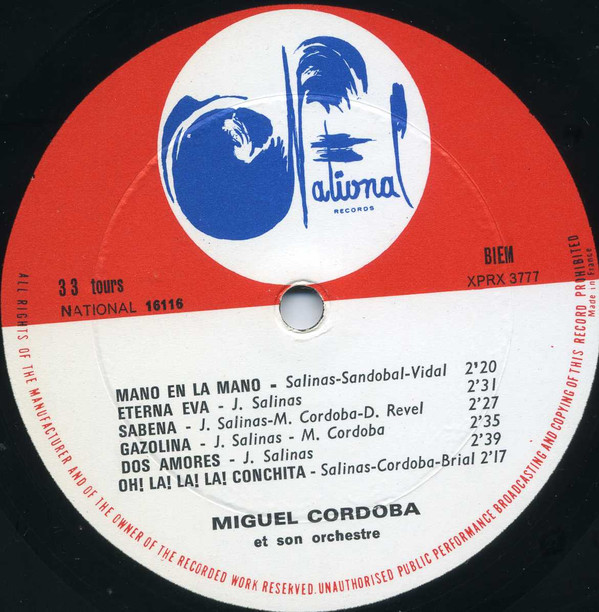 National
RECORDS
BIEM
XPRX 3777
33 tours
NATIONAL 16116
MANO EN LA MANO - Salinas-Sandobal-Vidal 2'20
ETERNA EVA - J. Salinas 2'31
SABENA - J. Salinas-M. Cordoba-D. Revel 2'27
GAZOLINA - J. Salinas - M. Cordoba 2'35
DOS AMORES - J. Salinas 2'39
OH! LA! LA! LA! CONCHITA - Salinas-Cordoba-Brial 2'17
MIGUEL CORDOBA
et son orchestre
ALL RIGHTS OF THE MANUFACTURER AND OF THE OWNER OF THE RECORDED WORK RESERVED. UNAUTHORISED PUBLIC PERFORMANCE BROADCASTING AND COPYING OF THIS RECORD PROHIBITED
Made in France